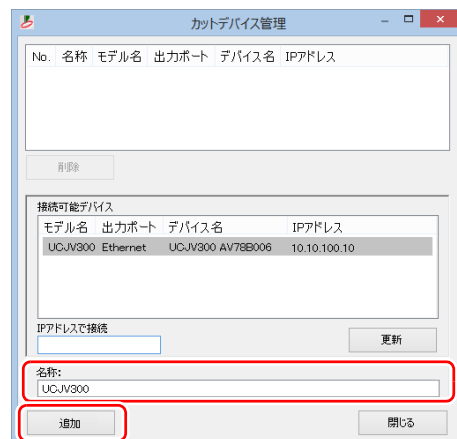 カットデバイス管理
No. 名称 モデル名 出力ポート デバイス名 IPアドレス
削除
接続可能デバイス
モデル名 出力ポート デバイス名 IPアドレス
UCJV300 Ethernet UCJV300 AV78B006 10.10.100.10
IPアドレスで接続
更新
名称:
UCJV300
追加 閉じる